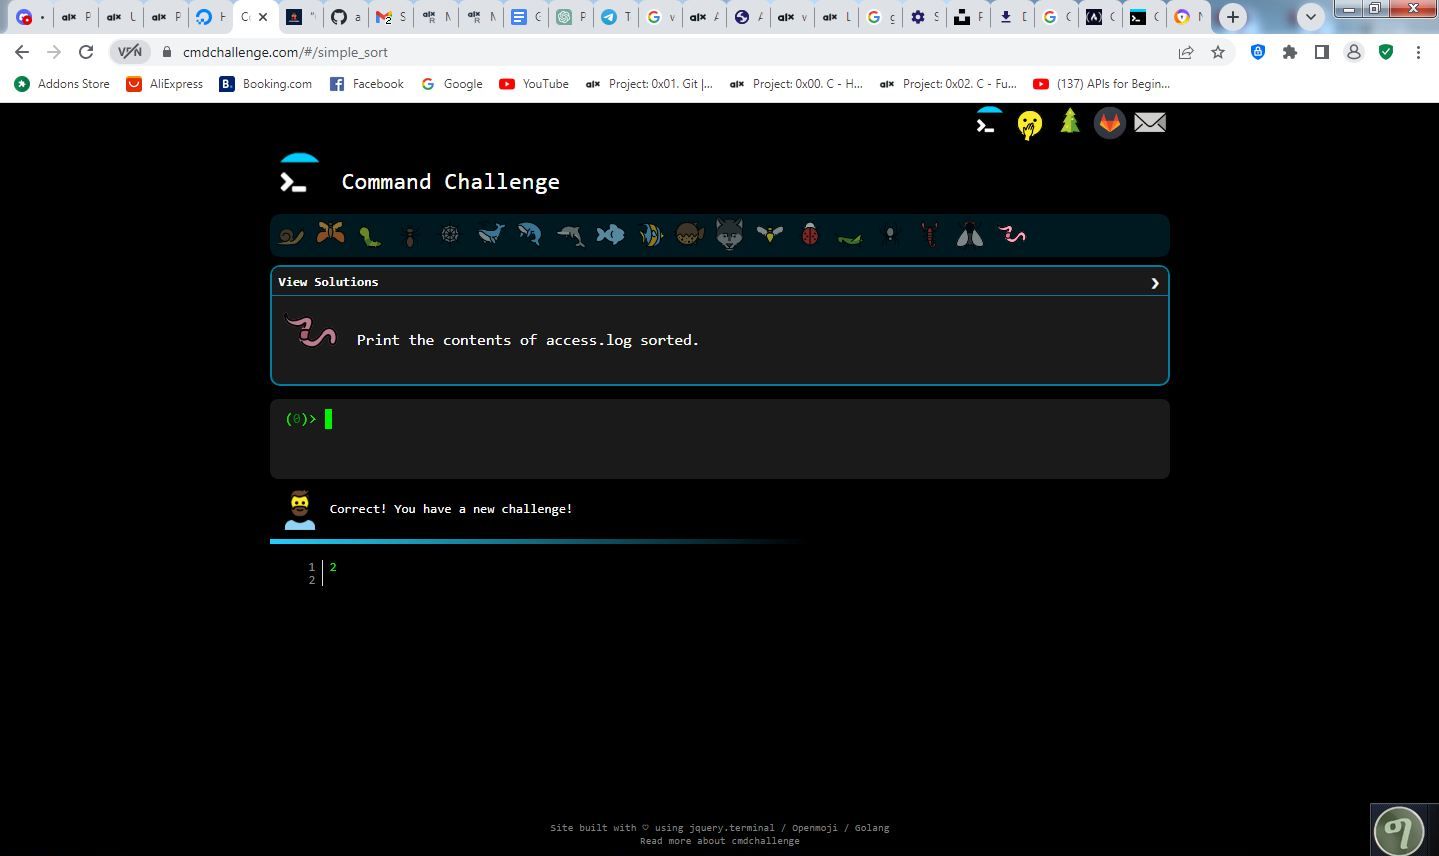 cmdchallenge.com/#/simple_sort
Addons Store AliExpress Booking.com Facebook Google YouTube Project: 0x01. Git |... Project: 0x00. C - H... Project: 0x02. C - Fu... (137) APIs for Begin...
Command Challenge
View Solutions
Print the contents of access.log sorted.
(0)>
Correct! You have a new challenge!
1 2
2
Site built with ♡ using jquery.terminal / Openmoji / Golang
Read more about cmdchallenge